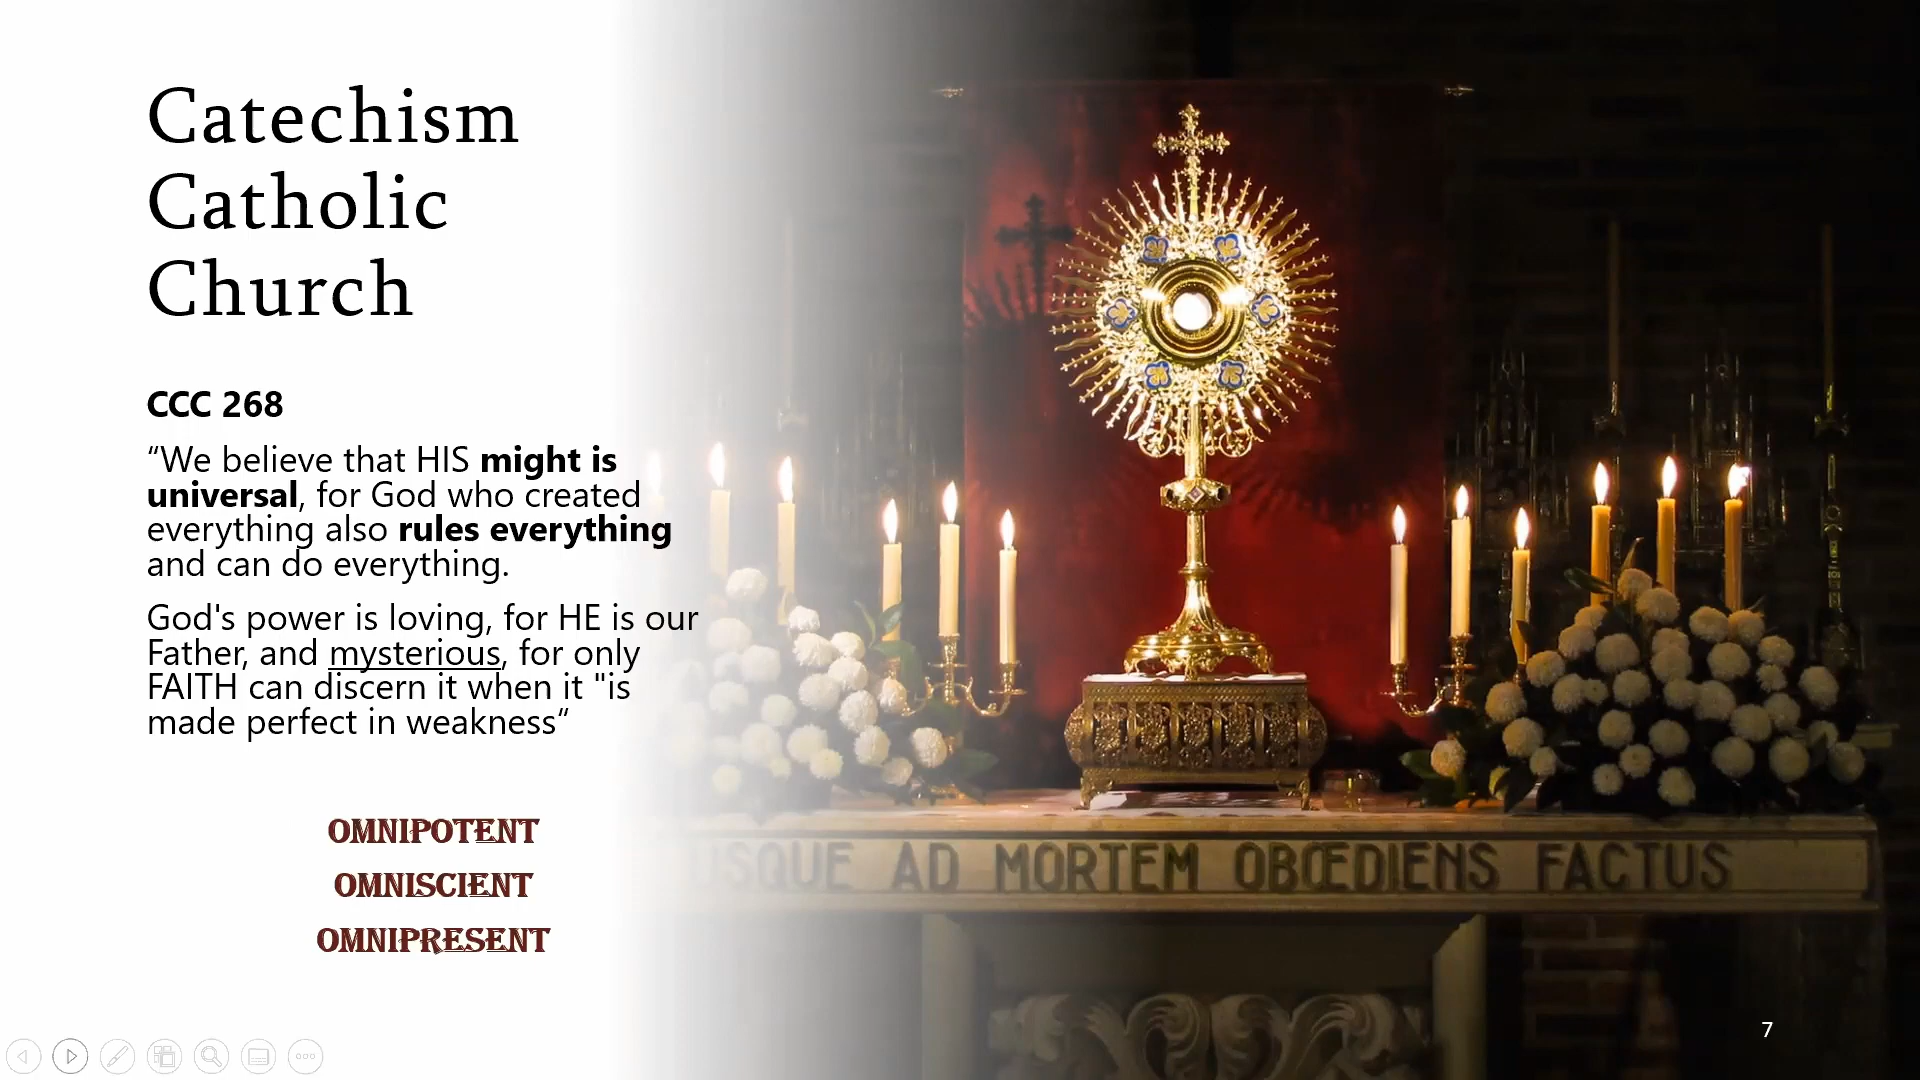 Catechism
Catholic
Church
CCC 268
“We believe that HIS might is
universal, for God who created
everything also rules everything
and can do everything.
God's power is loving, for HE is our
Father, and mysterious, for only
FAITH can discern it when it "is
made perfect in weakness”
OMNIPOTENT
OMNISCIENT
OMNIPRESENT
USQUE AD MORTEM OBŒDIENS FACTUS
7